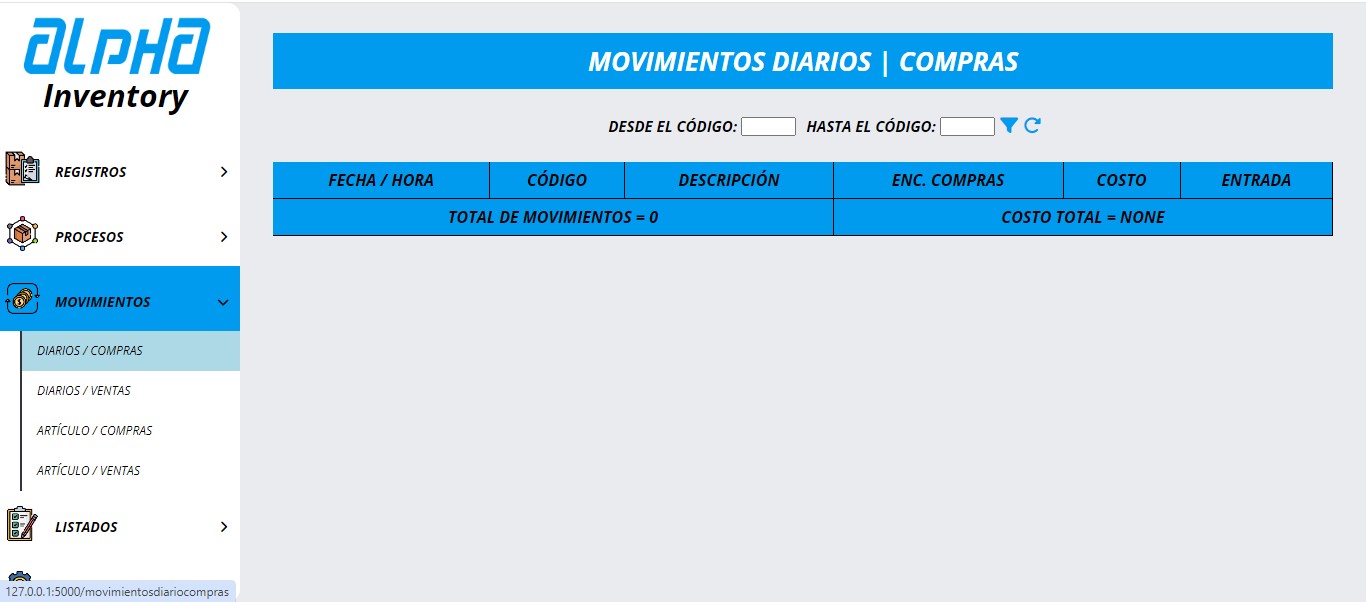 ALPHA
Inventory
REGISTROS
PROCESOS
MOVIMIENTOS
DIARIOS / COMPRAS
DIARIOS / VENTAS
ARTÍCULO / COMPRAS
ARTÍCULO / VENTAS
LISTADOS
127.0.0.1:5000/movimientosdiariocompras
MOVIMIENTOS DIARIOS | COMPRAS
DESDE EL CÓDIGO: HASTA EL CÓDIGO:
FECHA / HORA CÓDIGO DESCRIPCIÓN ENC. COMPRAS COSTO ENTRADA
TOTAL DE MOVIMIENTOS = 0 COSTO TOTAL = NONE